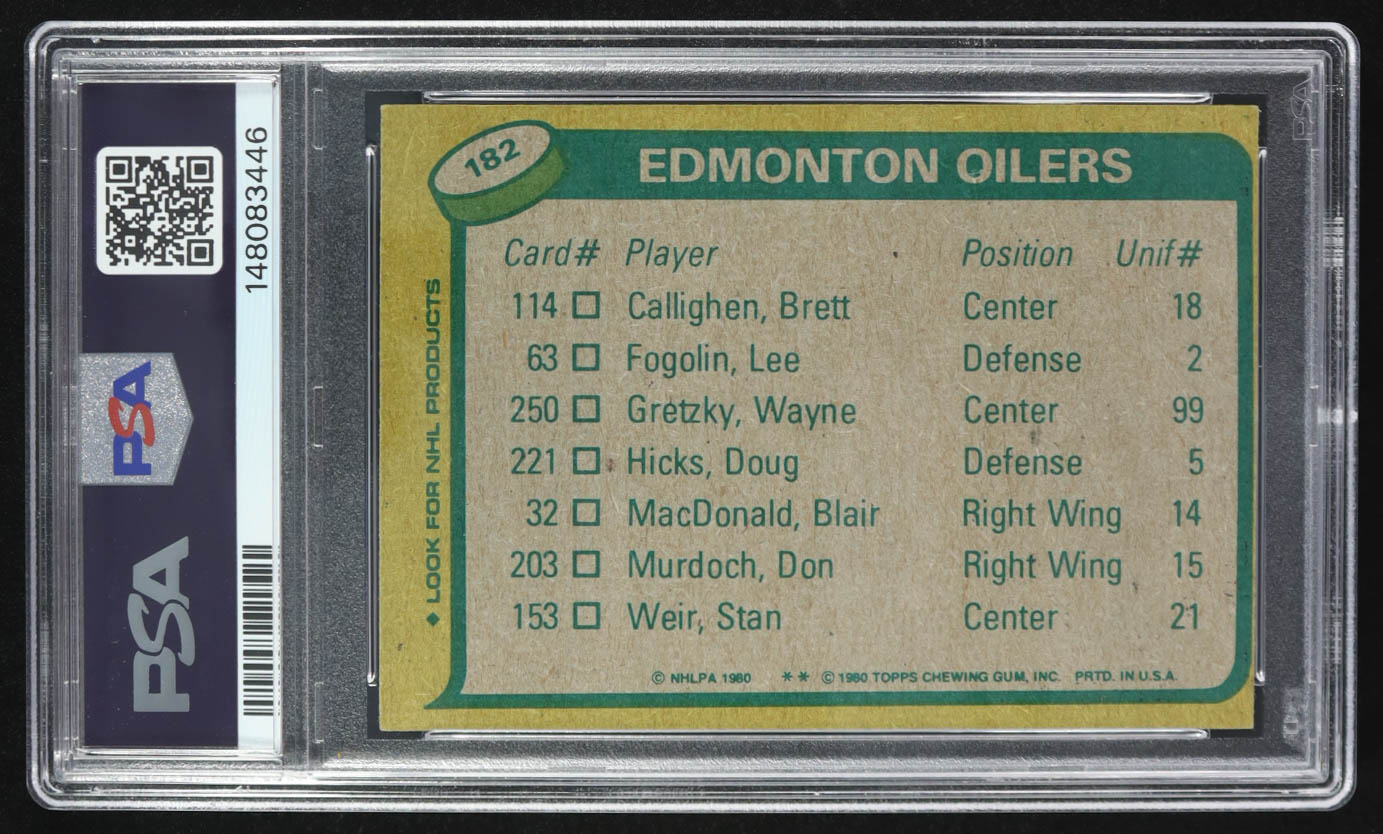 148083446
PSA
PSA
182
EDMONTON OILERS
◆ LOOK FOR NHL PRODUCTS
Card# Player Position Unif#
114 □ Callighen, Brett Center 18
63 □ Fogolin, Lee Defense 2
250 □ Gretzky, Wayne Center 99
221 □ Hicks, Doug Defense 5
32 □ MacDonald, Blair Right Wing 14
203 □ Murdoch, Don Right Wing 15
153 □ Weir, Stan Center 21
© NHLPA 1980 ** © 1980 TOPPS CHEWING GUM, INC. PRTD. IN U.S.A.
PSA